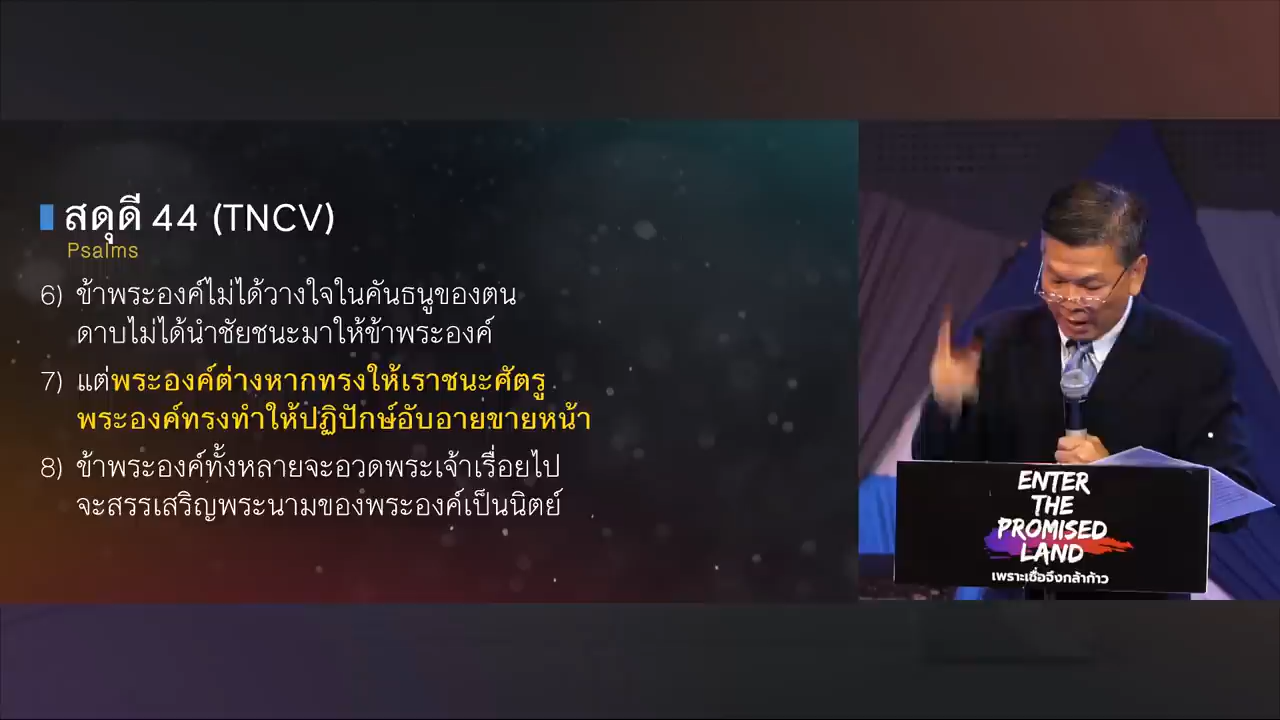 สดุดี 44 (TNCV)
Psalms
6) ข้าพระองค์ไม่ได้วางใจในคันธนูของตน
ดาบไม่ได้นำชัยชนะมาให้ข้าพระองค์
7) แต่พระองค์ต่างหากทรงให้เราชนะศัตรู
พระองค์ทรงทำให้ปฏิปักษ์อับอายขายหน้า
8) ข้าพระองค์ทั้งหลายจะอวดพระเจ้าเรื่อยไป
จะสรรเสริญพระนามของพระองค์เป็นนิตย์
ENTER
THE
PROMISED
LAND
เพราะเชื่อจึงกล้าก้าว